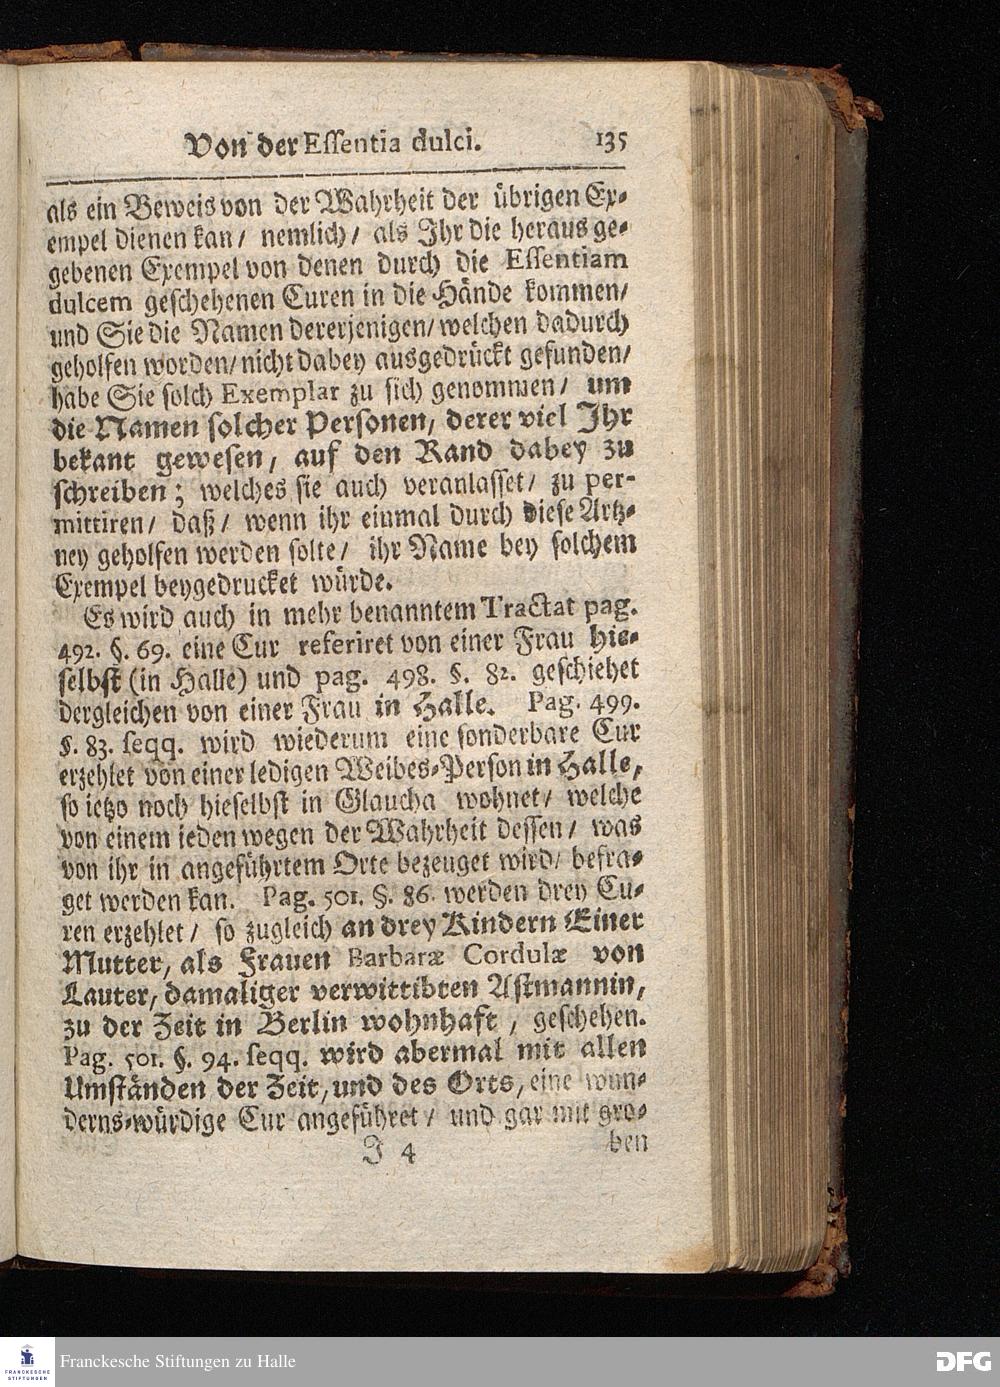 Von der Essentia dulci. 135
als ein Beweis von der Wahrheit der übrigen Ex-
empel dienen kan/ nemlich/ als Ihr die heraus ge-
gebenen Exempel von denen durch die Essentiam
dulcem geschehenen Curen in die Hände kommen/
und Sie die Namen dererjenigen/ welchen dadurch
geholfen worden/ nicht dabey ausgedrückt gefunden/
habe Sie solch Exemplar zu sich genommen/ um
die Namen solcher Personen, derer viel Ihr
bekant gewesen, auf den Rand dabey zu
schreiben; welches sie auch veranlasset/ zu per-
mittiren/ daß/ wenn ihr einmal durch diese Artz-
ney geholfen werden solte/ ihr Name bey solchem
Exempel beygedrucket würde.
Es wird auch in mehr benanntem Tractat pag.
492. §. 69. eine Cur referiret von einer Frau hie-
selbst (in Halle) und pag. 498. §. 82. geschiehet
dergleichen von einer Frau in Halle. Pag. 499.
§. 83. seqq. wird wiederum eine sonderbare Cur
erzehlet von einer ledigen Weibes-Person in Halle,
so ietzo noch hieselbst in Glaucha wohnet/ welche
von einem ieden wegen der Wahrheit dessen/ was
von ihr in angeführtem Orte bezeuget wird/ befra-
get werden kan. Pag. 501. §. 86. werden drey Cu-
ren erzehlet/ so zugleich an drey Kindern Einer
Mutter, als Frauen Barbaræ Cordulæ von
Lauter, damaliger verwittibten Astmannin,
zu der Zeit in Berlin wohnhaft, geschehen.
Pag. 501. §. 94. seqq. wird abermal mit allen
Umständen der Zeit, und des Orts, eine wun-
derns-würdige Cur angeführet/ und gar mit gro-
J 4 ben
FRANCKESCHE STIFTUNGEN
Franckesche Stiftungen zu Halle
DFG